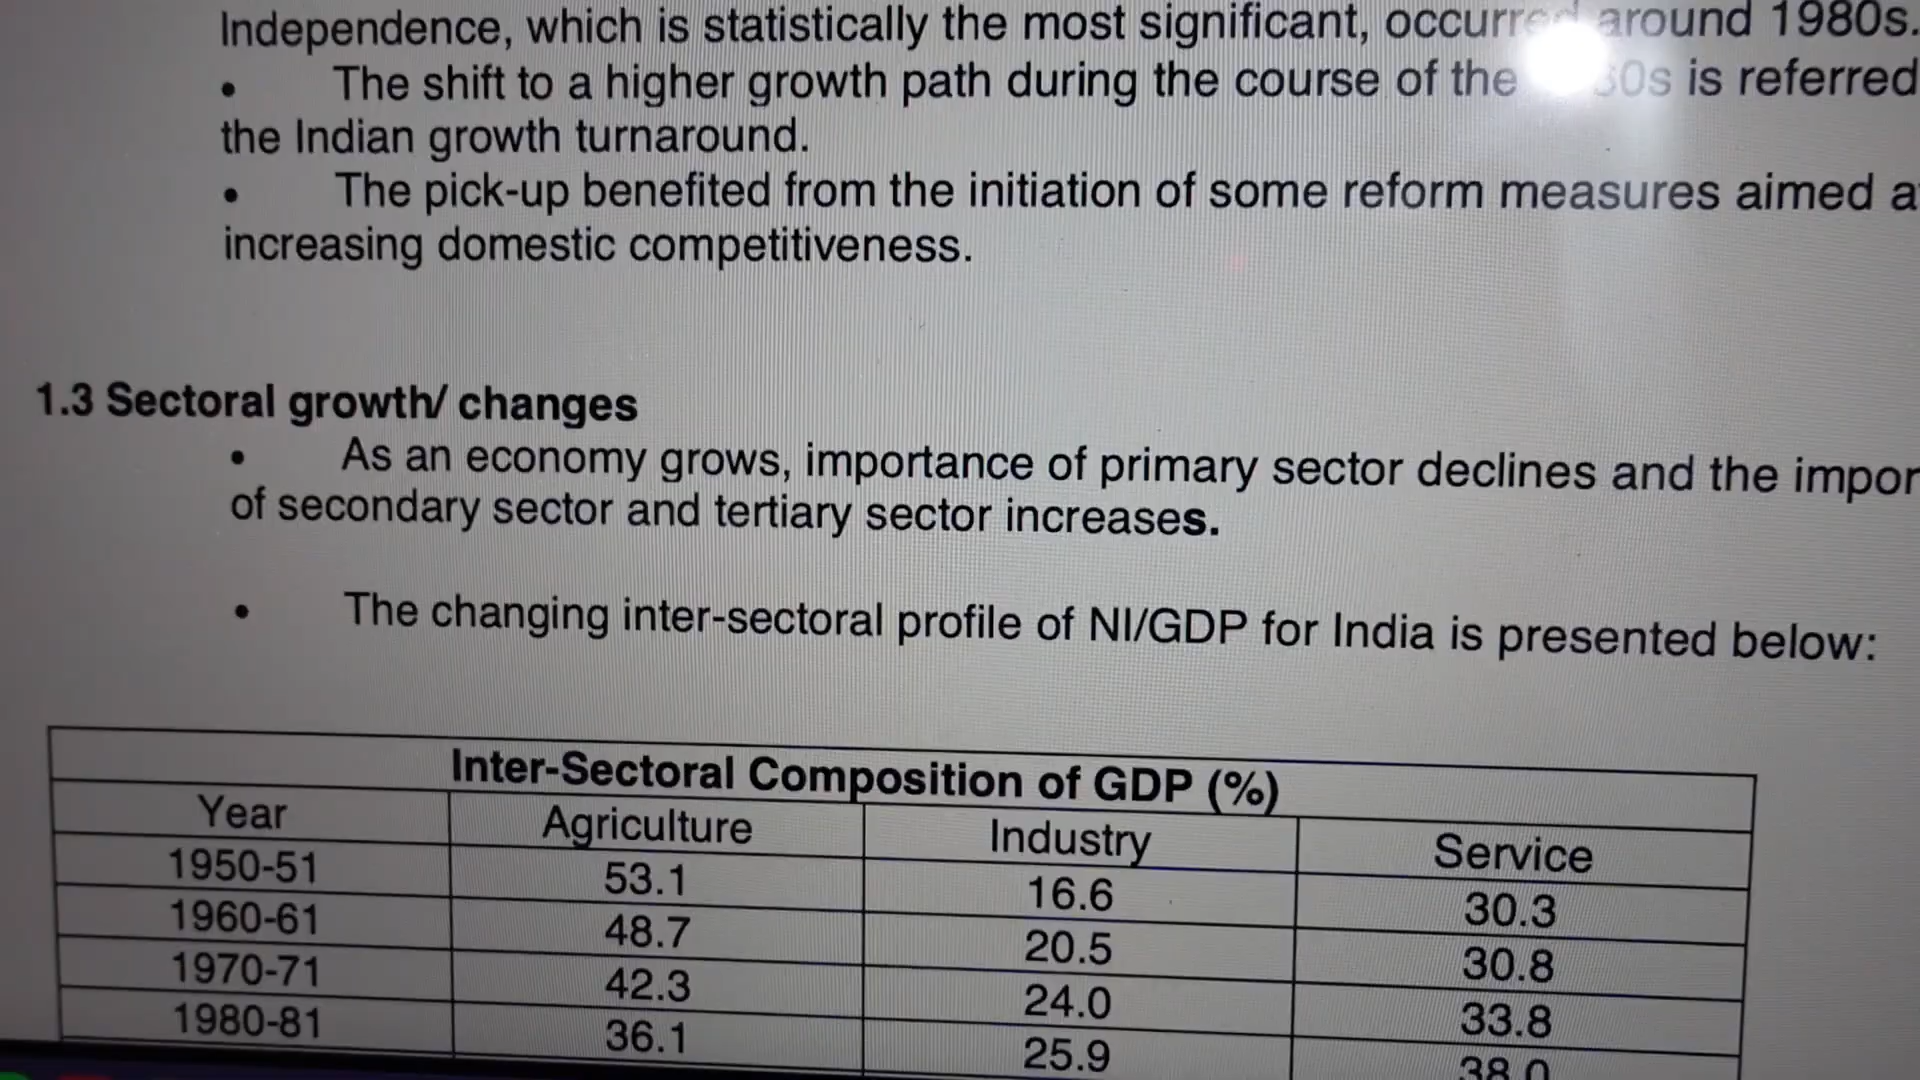 Independence, which is statistically the most significant, occurred around 1980s.
• The shift to a higher growth path during the course of the is referred
the Indian growth turnaround.
• The pick-up benefited from the initiation of some reform measures aimed
increasing domestic competitiveness.
1.3 Sectoral growth/ changes
• As an economy grows, importance of primary sector declines and the
of secondary sector and tertiary sector increases.
• The changing inter-sectoral profile of NI/GDP for India is presented below:
Inter-Sectoral Composition of GDP (%)
Year Agriculture Industry Service
1950-51 53.1 16.6 30.3
1960-61 48.7 20.5 30.8
1970-71 42.3 24.0 33.8
1980-81 36.1 25.9 38.0